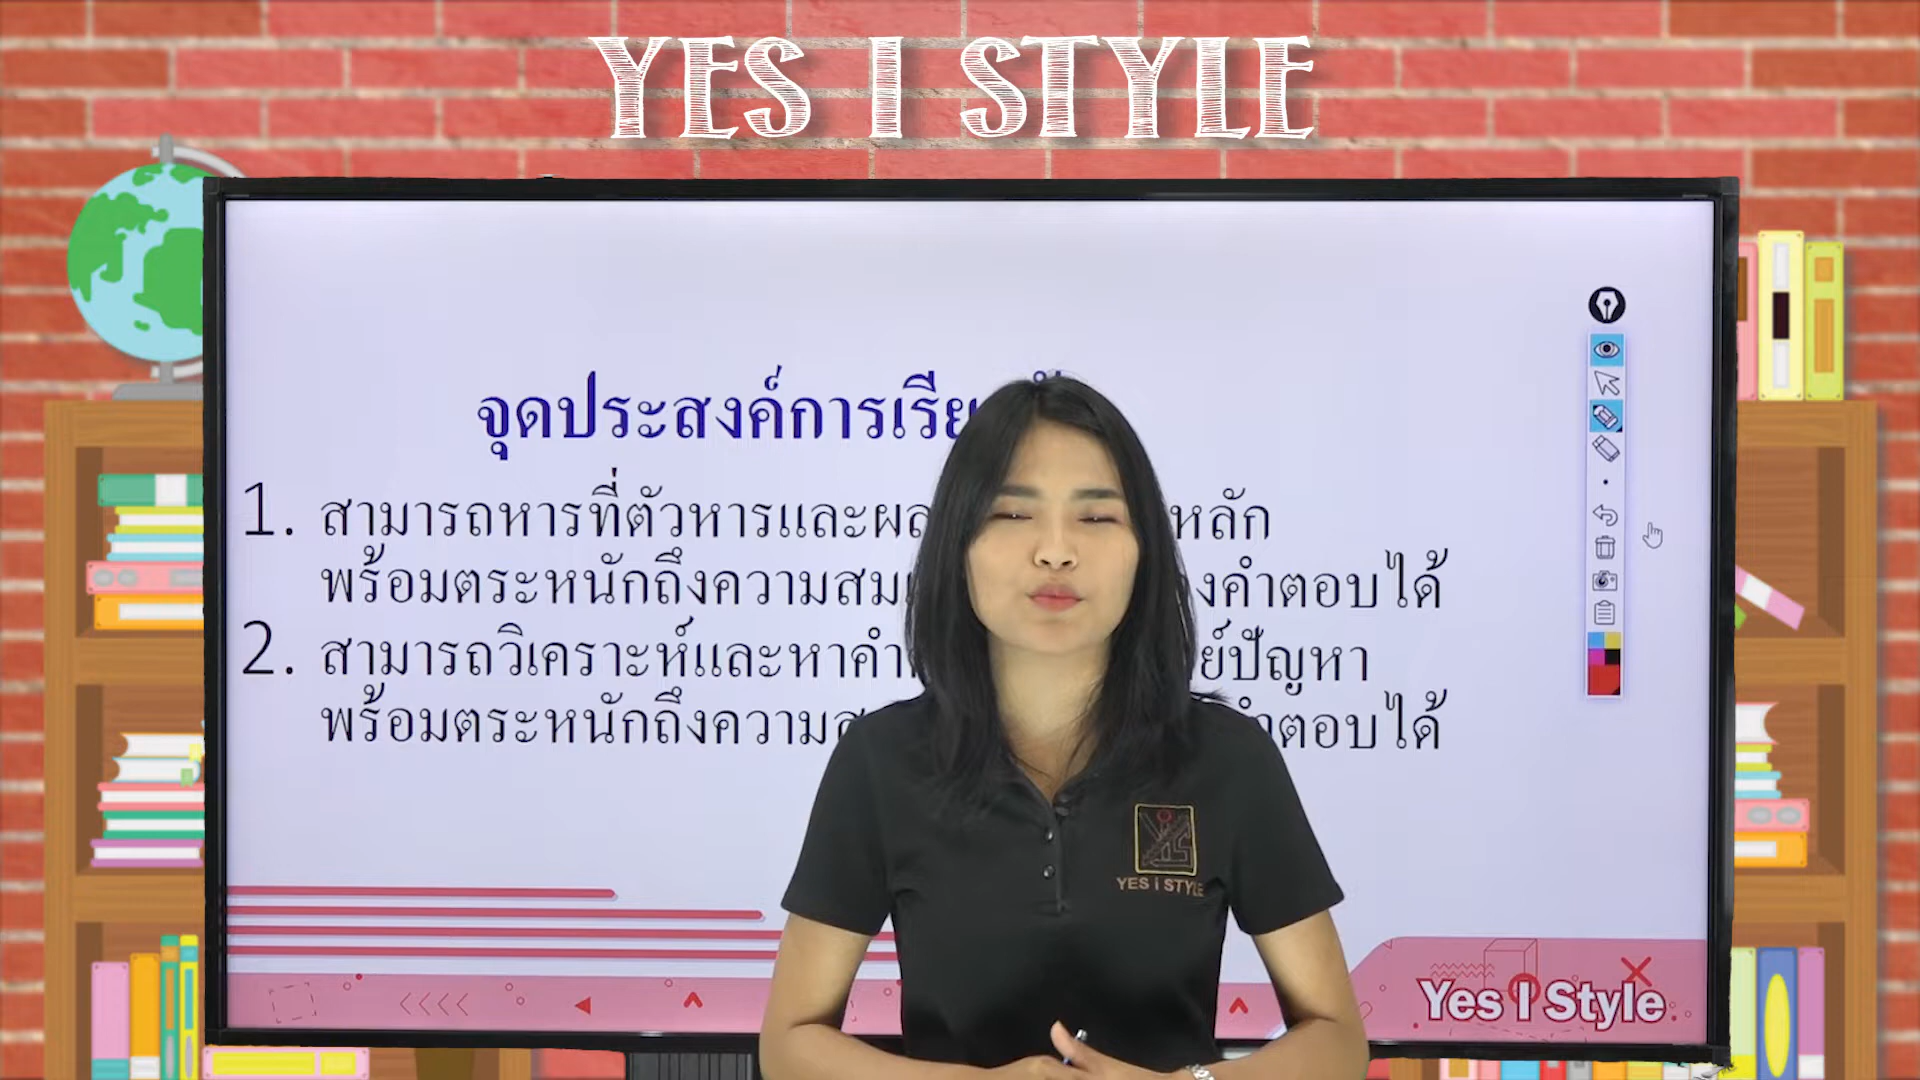 YES I STYLE
จุดประสงค์การเรีย
1. สามารถหารที่ตัวหารและผล หลัก
พร้อมตระหนักถึงความสม งคำตอบได้
2. สามารถวิเคราะห์และหาคำ ย์ปัญหา
พร้อมตระหนักถึงความส ำตอบได้
YES I STYLE
Yes I Style